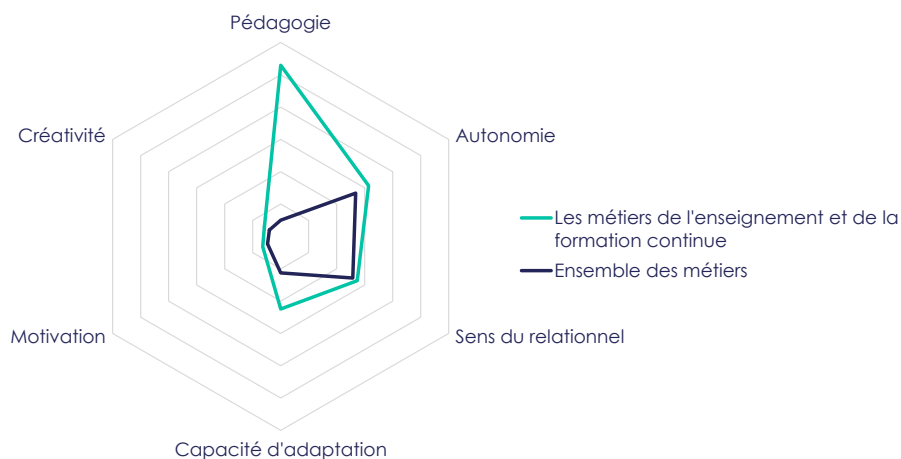 Pédagogie
Créativité
Autonomie
Les métiers de l'enseignement et de la
formation continue
Ensemble des métiers
Motivation
Sens du relationnel
Capacité d'adaptation